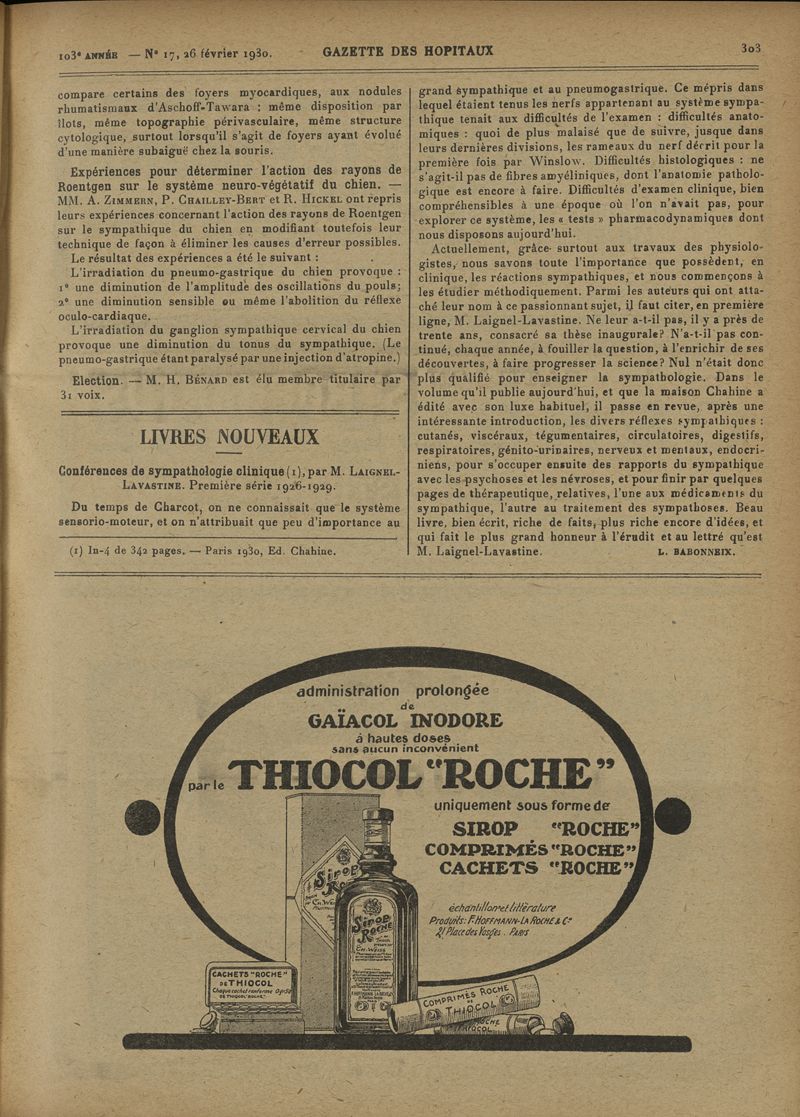 103e ANNÉE — N° 17, 26 février 1930.
GAZETTE DES HOPITAUX
303
compare certains des foyers myocardiques, aux nodules
rhumatismaux d'Aschoff-Tawara : même disposition par
îlots, même topographie périvasculaire, même structure
cytologique, surtout lorsqu'il s'agit de foyers ayant évolué
d'une manière subaiguë chez la souris.
Expériences pour déterminer l'action des rayons de
Roentgen sur le système neuro-végétatif du chien. —
MM. A. ZIMMERN, P. CHAILLEY-BERT et R. HICKEL ont repris
leurs expériences concernant l'action des rayons de Roentgen
sur le sympathique du chien en modifiant toutefois leur
technique de façon à éliminer les causes d'erreur possibles.
Le résultat des expériences a été le suivant :
L'irradiation du pneumo-gastrique du chien provoque :
1° une diminution de l'amplitude des oscillations du pouls;
2° une diminution sensible ou même l'abolition du réflexe
oculo-cardiaque.
L'irradiation du ganglion sympathique cervical du chien
provoque une diminution du tonus du sympathique. (Le
pneumo-gastrique étant paralysé par une injection d'atropine.)
Election. — M. H. BÉNARD est élu membre titulaire par
31 voix.
LIVRES NOUVEAUX
Conférences de sympathologie clinique (1), par M. LAIGNEL-
LAVASTINE. Première série 1926-1929.
Du temps de Charcot, on ne connaissait que le système
sensorio-moteur, et on n'attribuait que peu d'importance au
(1) In-4 de 342 pages. — Paris 1930, Ed. Chahine.
grand sympathique et au pneumogastrique. Ce mépris dans
lequel étaient tenus les nerfs appartenant au système sympa-
thique tenait aux difficultés de l'examen : difficultés anato-
miques : quoi de plus malaisé que de suivre, jusque dans
leurs dernières divisions, les rameaux du nerf décrit pour la
première fois par Winslow. Difficultés histologiques : ne
s'agit-il pas de fibres amyéliniques, dont l'anatomie patholo-
gique est encore à faire. Difficultés d'examen clinique, bien
compréhensibles à une époque où l'on n'avait pas, pour
explorer ce système, les « tests » pharmacodynamiques dont
nous disposons aujourd'hui.
Actuellement, grâce surtout aux travaux des physiolo-
gistes, nous savons toute l'importance que possèdent, en
clinique, les réactions sympathiques, et nous commençons à
les étudier méthodiquement. Parmi les auteurs qui ont atta-
ché leur nom à ce passionnant sujet, il faut citer, en première
ligne, M. Laignel-Lavastine. Ne leur a-t-il pas, il y a près de
trente ans, consacré sa thèse inaugurale? N'a-t-il pas con-
tinué, chaque année, à fouiller la question, à l'enrichir de ses
découvertes, à faire progresser la science? Nul n'était donc
plus qualifié pour enseigner la sympathologie. Dans le
volume qu'il publie aujourd'hui, et que la maison Chahine a
édité avec son luxe habituel, il passe en revue, après une
intéressante introduction, les divers réflexes sympathiques :
cutanés, viscéraux, tégumentaires, circulatoires, digestifs,
respiratoires, génito-urinaires, nerveux et mentaux, endocri-
niens, pour s'occuper ensuite des rapports du sympathique
avec les psychoses et les névroses, et pour finir par quelques
pages de thérapeutique, relatives, l'une aux médicaments du
sympathique, l'autre au traitement des sympathoses. Beau
livre, bien écrit, riche de faits, plus riche encore d'idées, et
qui fait le plus grand honneur à l'érudit et au lettré qu'est
M. Laignel-Lavastine.
L. BABONNEIX.
administration prolongée
de
GAÏACOL INODORE
à hautes doses
sans aucun inconvénient
par le THIOCOL "ROCHE"
uniquement sous forme de
SIROP "ROCHE"
COMPRIMÉS "ROCHE"
CACHETS "ROCHE"
échantillon et littérature
Produits: F. HOFFMANN-LA ROCHE & Cie
21 Place des Vosges. PARIS
Sirop
Roche
Sirop
ROCHE
CACHETS "ROCHE"
DE THIOCOL
Chaque cachet renferme 0gr50
DE THIOCOL "ROCHE"
COMPRIMÉS ROCHE
THIOCOL